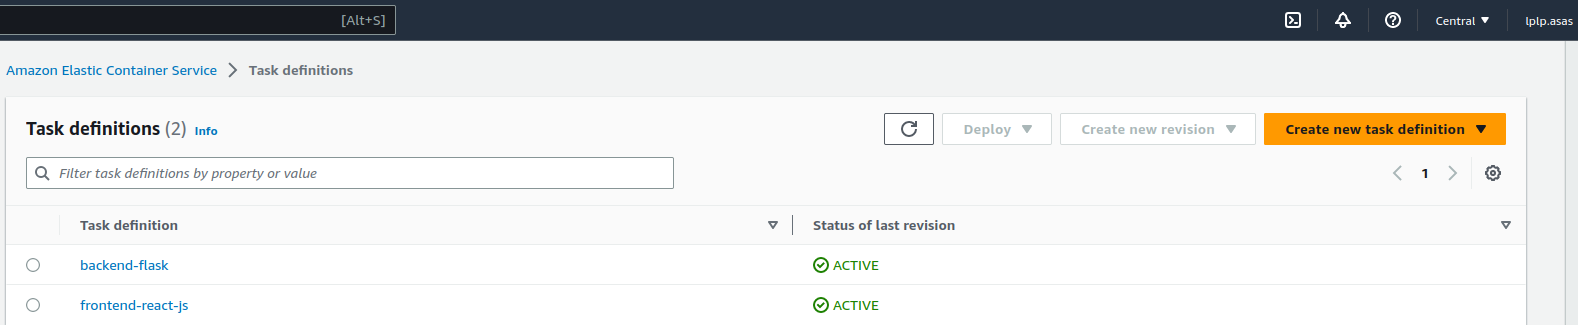 [Alt+S]
Central
lplp.asas
Amazon Elastic Container Service
Task definitions
Task definitions (2) Info
Deploy
Create new revision
Create new task definition
Filter task definitions by property or value
1
Task definition
Status of last revision
backend-flask
ACTIVE
frontend-react-js
ACTIVE